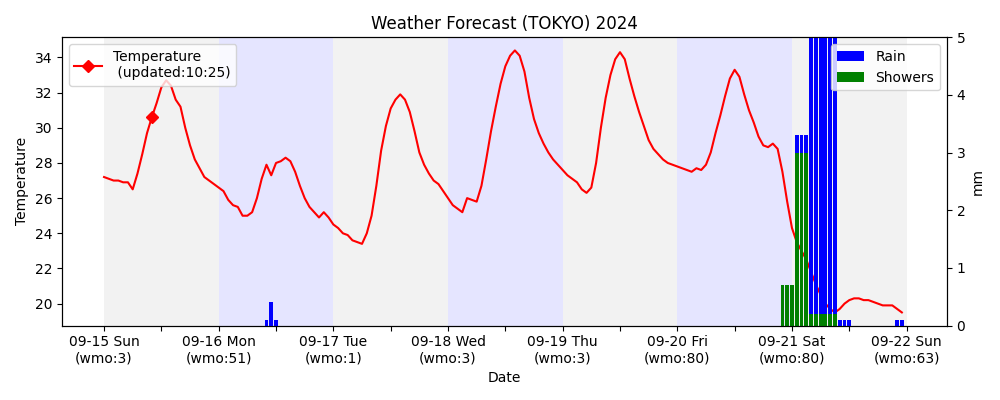 Weather Forecast (TOKYO) 2024
Temperature
(updated:10:25)
Rain
Showers
Temperature
34
32
30
28
26
24
22
20
5
4
3
2
1
0
mm
09-15 Sun
(wmo:3)
09-16 Mon
(wmo:51)
09-17 Tue
(wmo:1)
09-18 Wed
(wmo:3)
09-19 Thu
(wmo:3)
09-20 Fri
(wmo:80)
09-21 Sat
(wmo:80)
09-22 Sun
(wmo:63)
Date